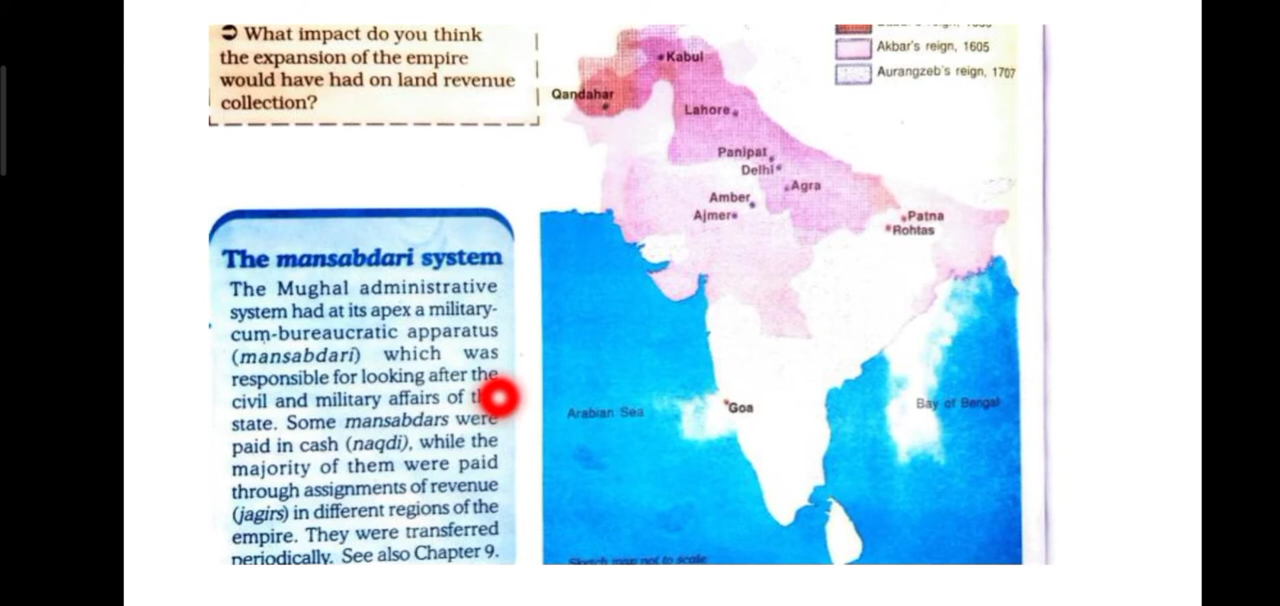 ➲ What impact do you think
the expansion of the empire
would have had on land revenue
collection?
The mansabdari system
The Mughal administrative
system had at its apex a military-
cum-bureaucratic apparatus
(mansabdari) which was
responsible for looking after the
civil and military affairs of
state. Some mansabdars were
paid in cash (naqdi), while the
majority of them were paid
through assignments of revenue
(jagirs) in different regions of the
empire. They were transferred
periodically. See also Chapter 9.
Akbar's reign, 1605
Aurangzeb's reign, 1707
Kabul
Qandahar
Lahore
Panipat
Delhi
Agra
Amber
Ajmer
Patna
Rohtas
Goa
Arabian Sea
Bay of Bengal
Sketch map not to scale